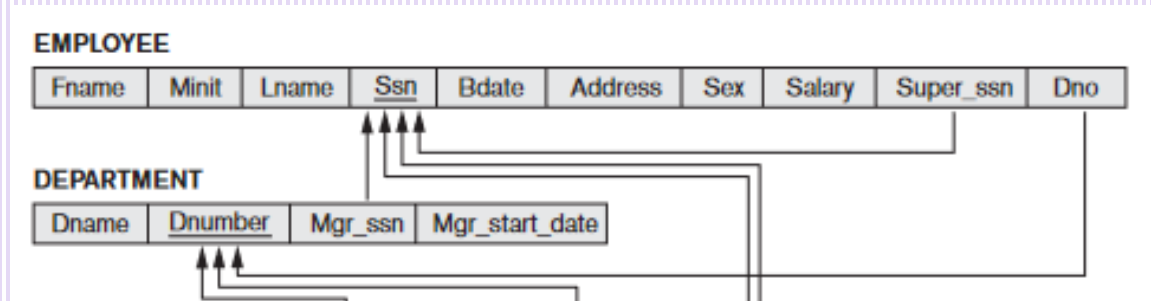 EMPLOYEE
Fname Minit Lname Ssn Bdate Address Sex Salary Super_ssn Dno
DEPARTMENT
Dname Dnumber Mgr_ssn Mgr_start_date